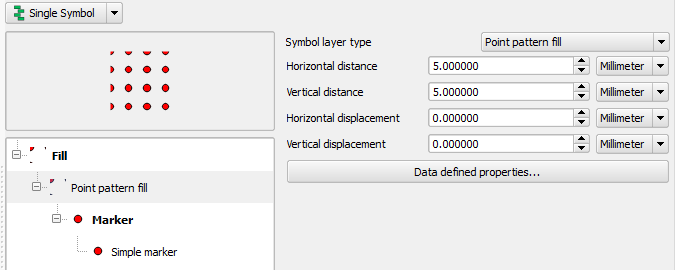 Single Symbol
Symbol layer type Point pattern fill
Horizontal distance 5.000000 Millimeter
Vertical distance 5.000000 Millimeter
Horizontal displacement 0.000000 Millimeter
Vertical displacement 0.000000 Millimeter
Data defined properties...
Fill
Point pattern fill
Marker
Simple marker